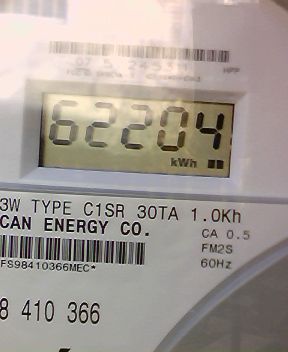 62204
kWh
3W TYPE C1SR 30TA 1.0Kh
CAN ENERGY CO.
CA 0.5
FM2S
60Hz
FS98410366MEC*
8 410 366